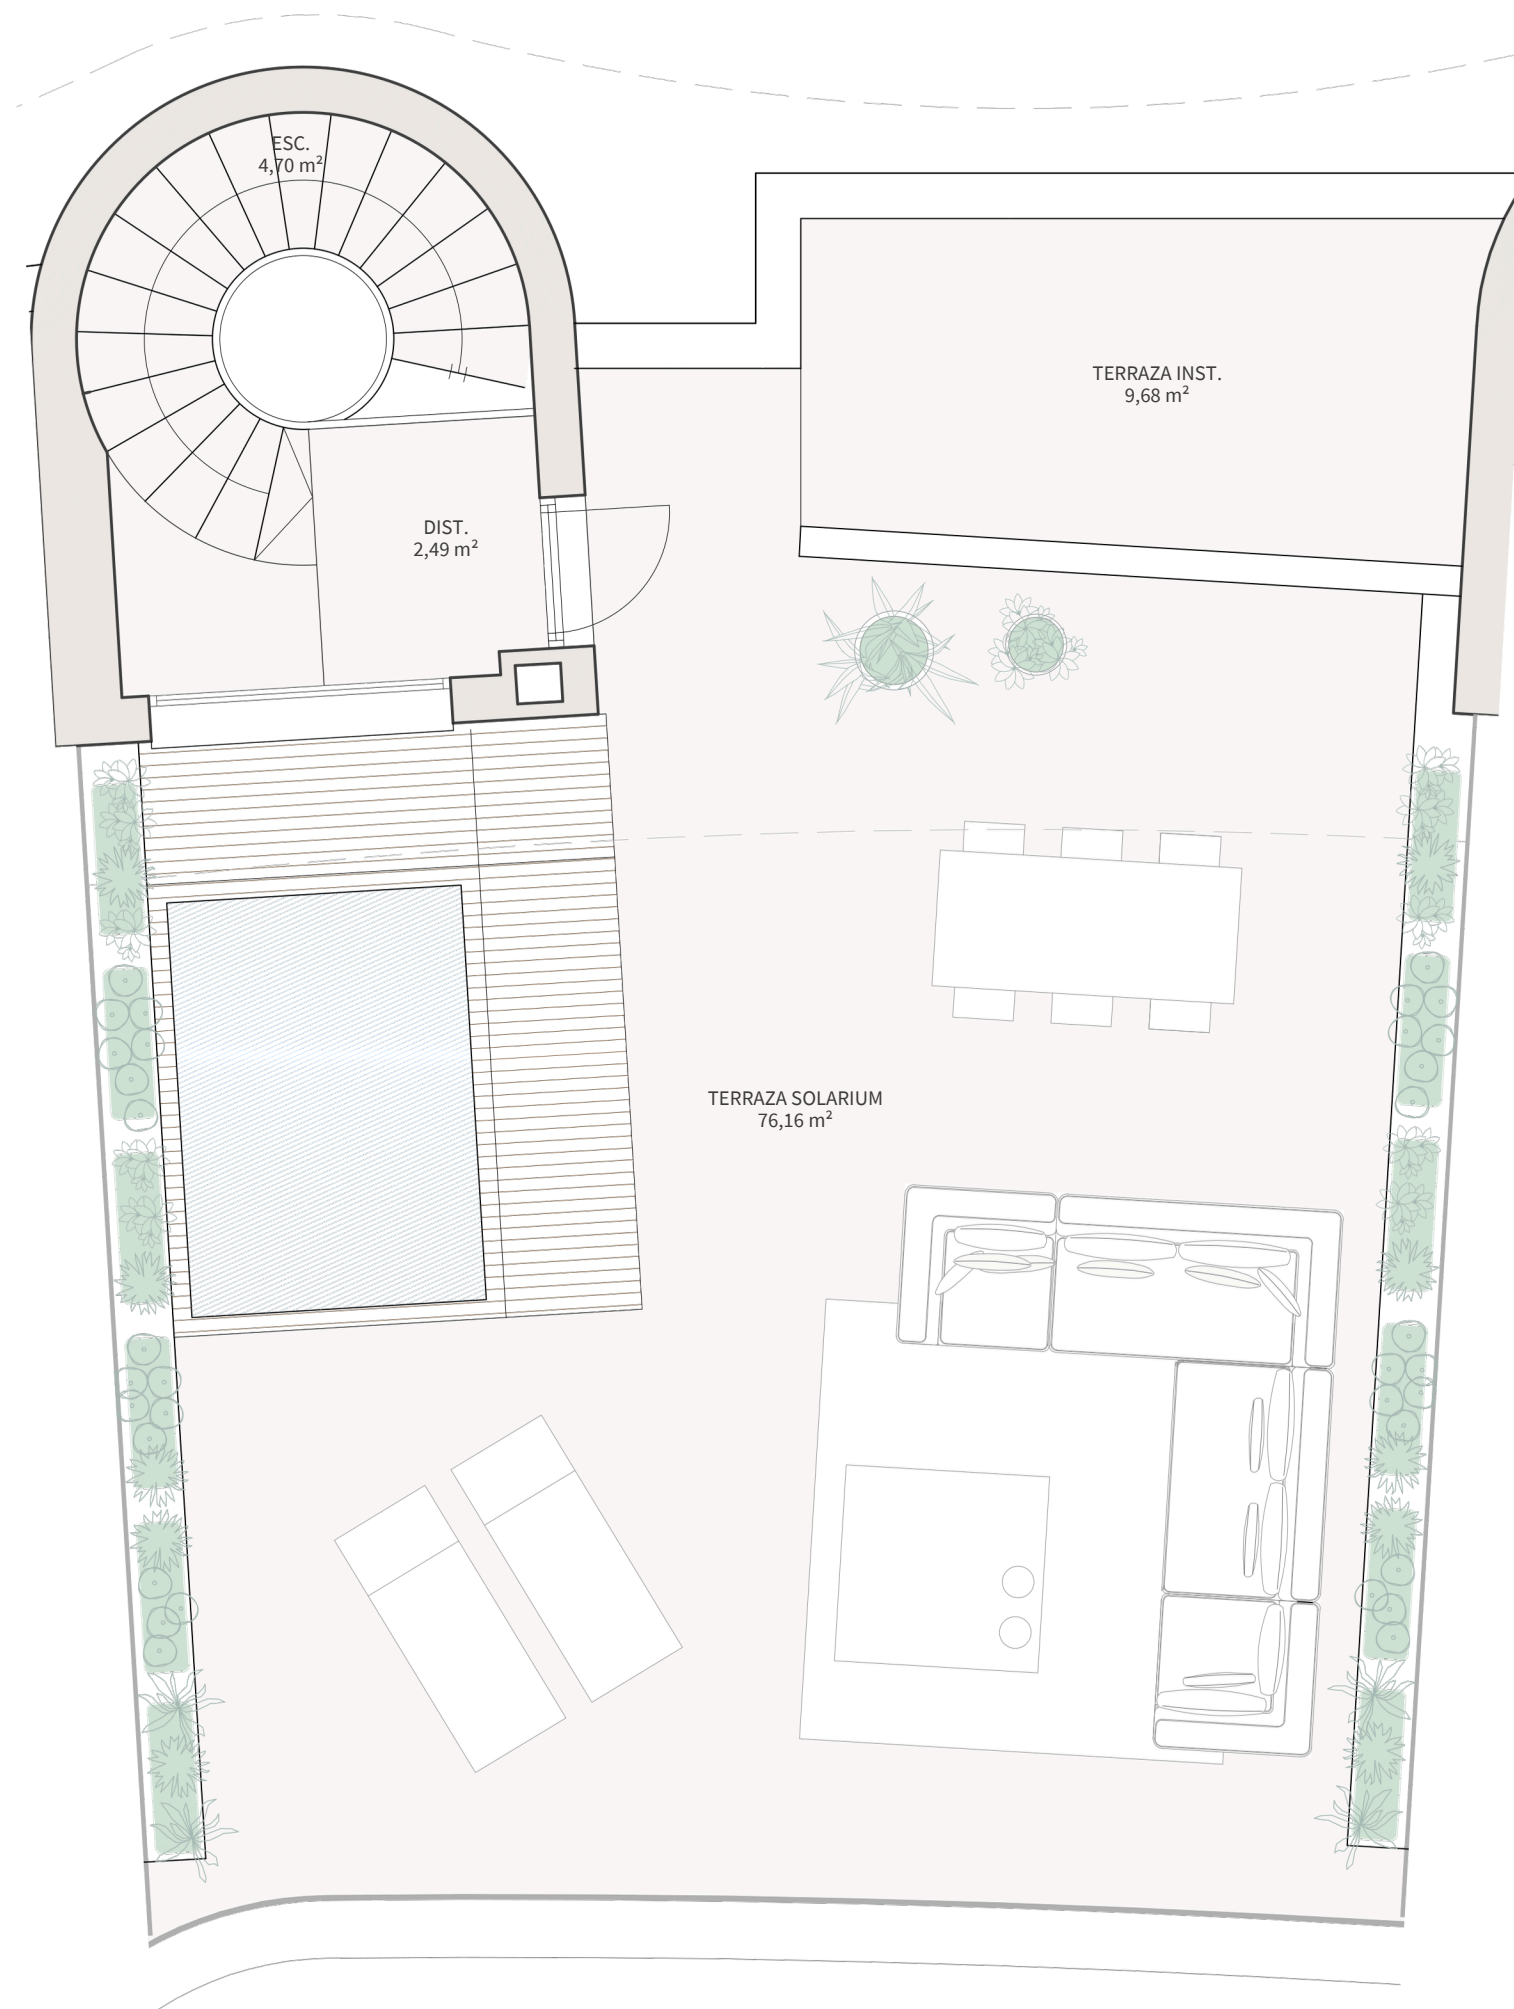 ESC.
4,70 m²
TERRAZA INST.
9,68 m²
DIST.
2,49 m²
TERRAZA SOLARIUM
76,16 m²